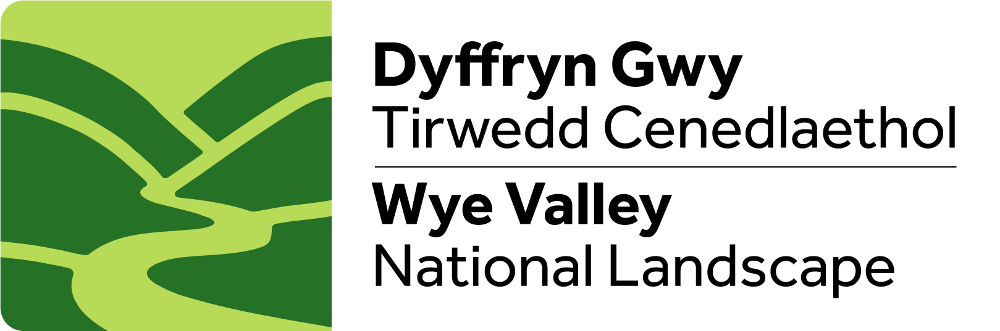 Dyffryn Gwy
Tirwedd Cenedlaethol
Wye Valley
National Landscape